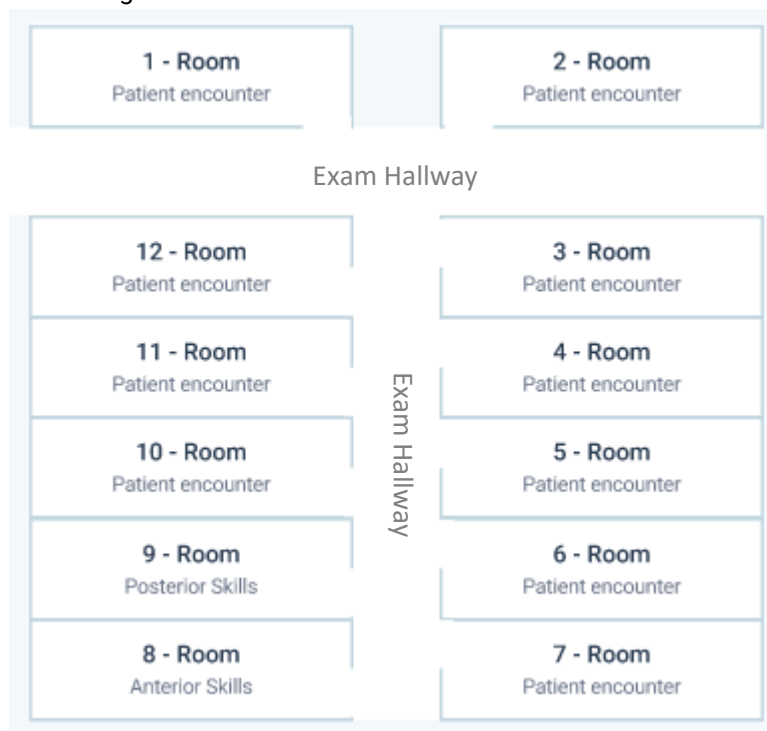 1 - Room
Patient encounter
2 - Room
Patient encounter
Exam Hallway
12 - Room
Patient encounter
3 - Room
Patient encounter
11 - Room
Patient encounter
4 - Room
Patient encounter
Exam Hallway
10 - Room
Patient encounter
5 - Room
Patient encounter
9 - Room
Posterior Skills
6 - Room
Patient encounter
8 - Room
Anterior Skills
7 - Room
Patient encounter